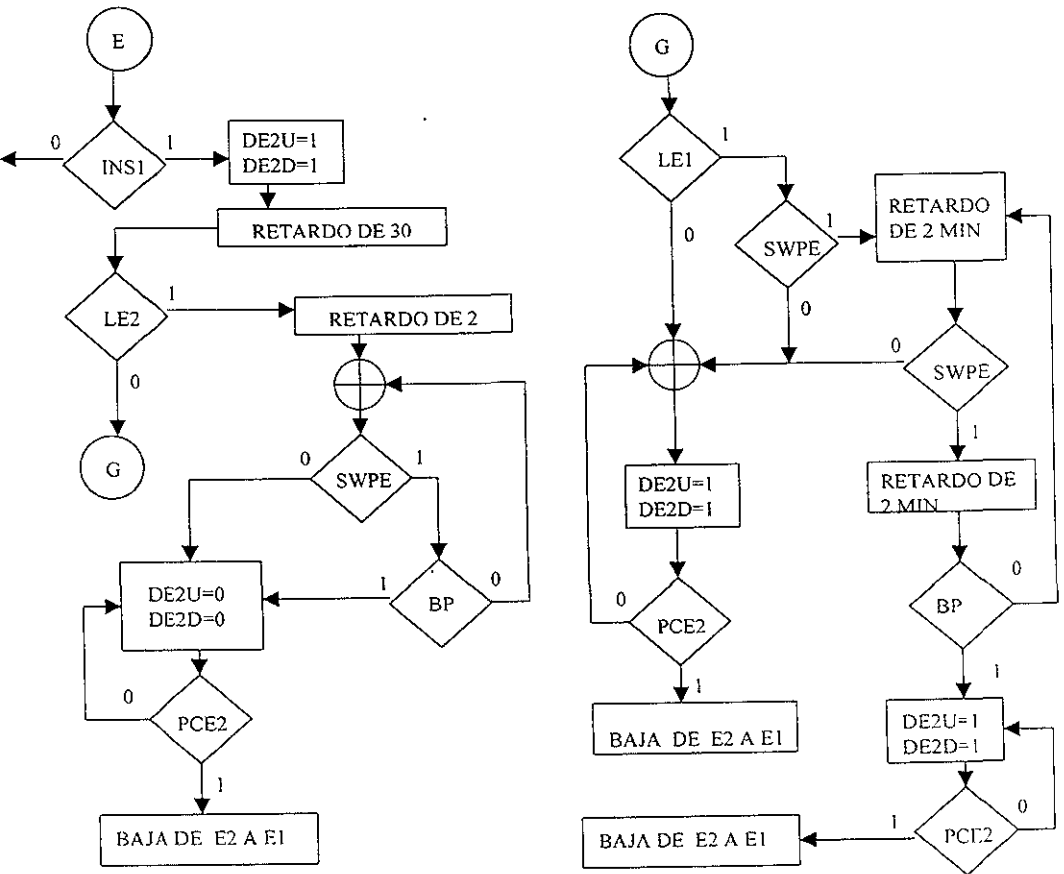 E
0
INS1
1
DE2U=1
DE2D=1
RETARDO DE 30
LE2
1
RETARDO DE 2
0
G
0
SWPE
1
DE2U=0
DE2D=0
1
BP
0
0
PCE2
1
BAJA DE E2 A E1
G
LE1
1
0
SWPE
1
RETARDO
DE 2 MIN
0
0
SWPE
1
DE2U=1
DE2D=1
RETARDO DE
2 MIN
0
PCE2
1
BP
0
1
BAJA DE E2 A E1
DE2U=1
DE2D=1
BAJA DE E2 A E1
1
PCE2
0